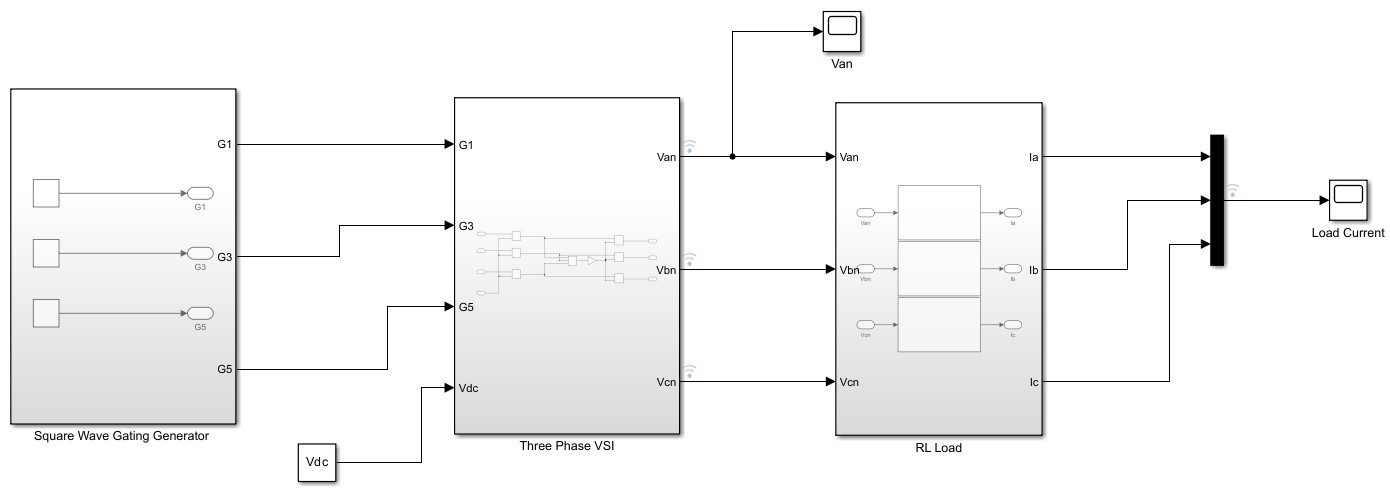 Van
G1
G1
G3
G3
G5
G5
Square Wave Gating Generator
Vdc
G1
G3
G5
Vdc
Van
Vbn
Vcn
Three Phase VSI
Van
Vbn
Vcn
Van
Vbn
Vcn
Ia
Ib
Ic
Ia
Ib
Ic
RL Load
Load Current